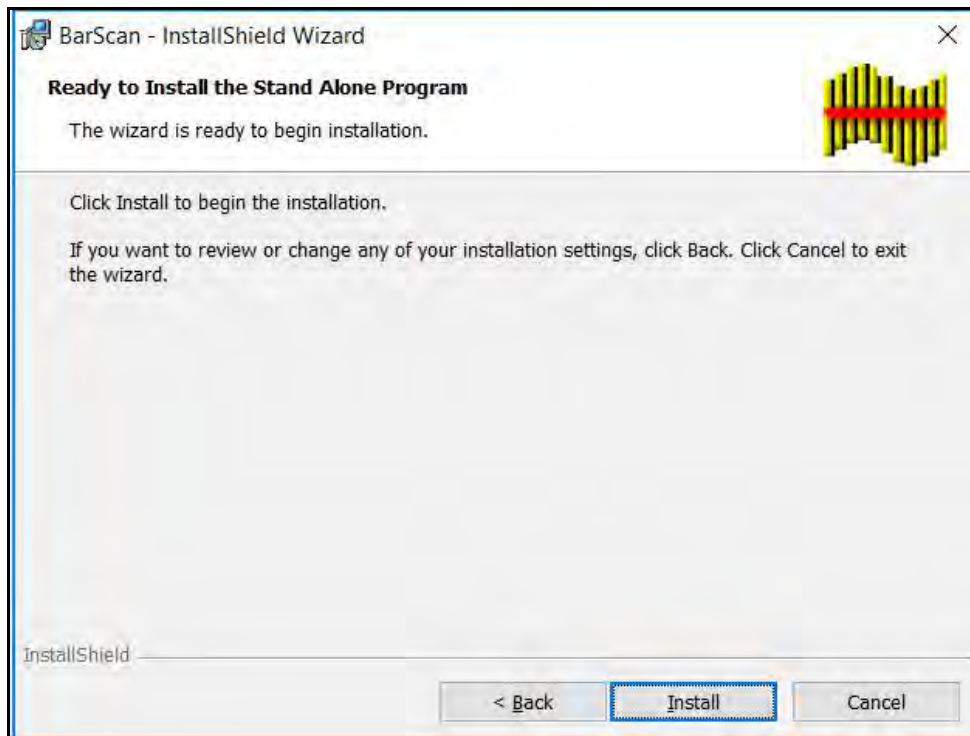 BarScan - InstallShield Wizard
Ready to Install the Stand Alone Program
The wizard is ready to begin installation.
Click Install to begin the installation.
If you want to review or change any of your installation settings, click Back. Click Cancel to exit
the wizard.
InstallShield
< Back
Install
Cancel